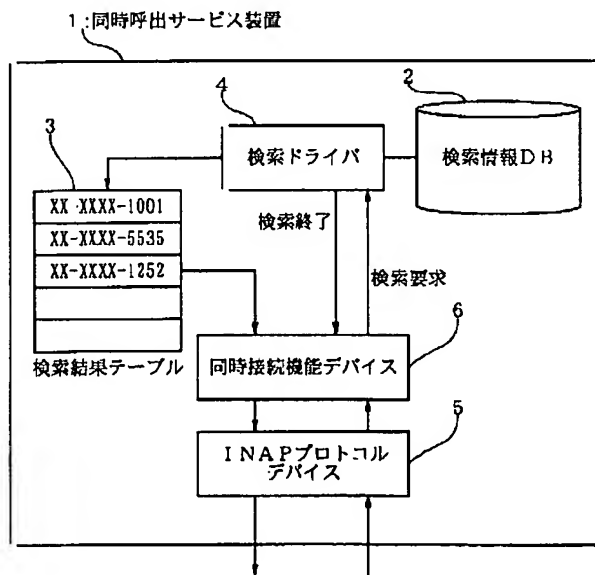 1:同時呼出サービス装置
2
4
3
検索ドライバ
検索情報DB
XX-XXXX-1001
XX-XXXX-5535
XX-XXXX-1252
検索終了
検索要求
6
検索結果テーブル
同時接続機能デバイス
5
INAPプロトコル
デバイス